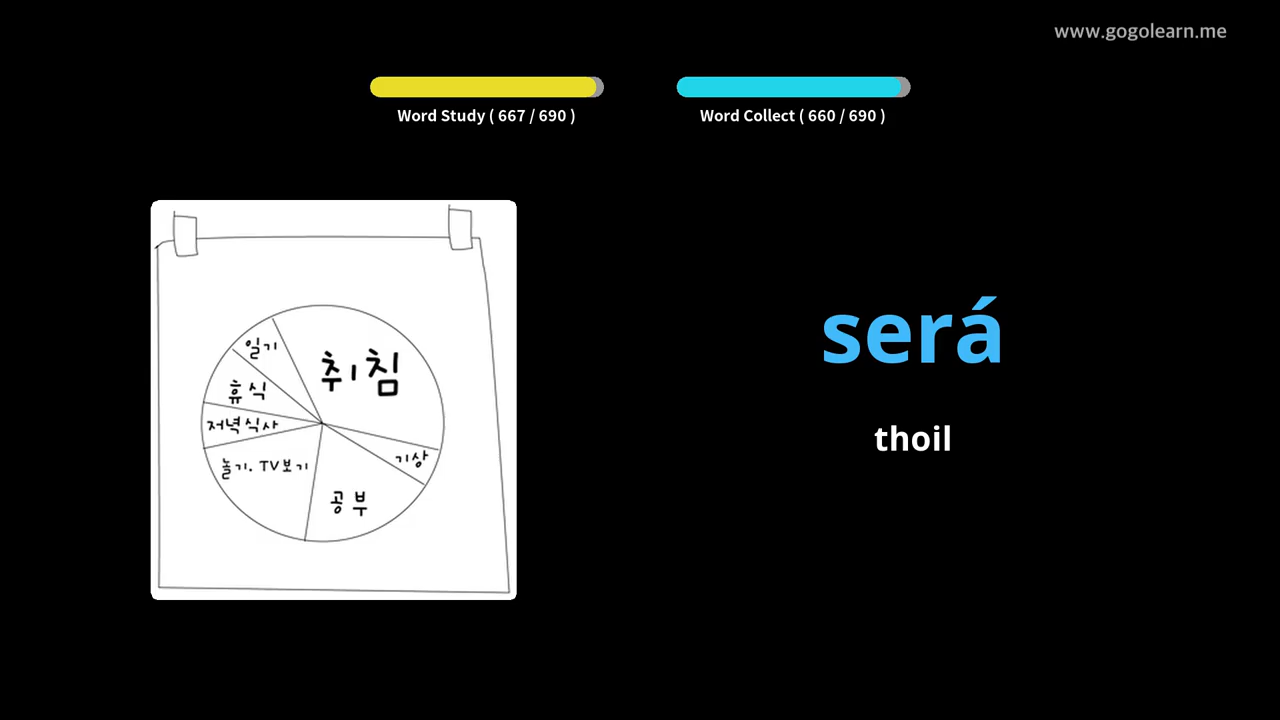 www.gogolearn.me
Word Study ( 667 / 690 )
Word Collect ( 660 / 690 )
일기
취침
휴식
저녁식사
기상
놀기. TV보기
공부
será
thoil